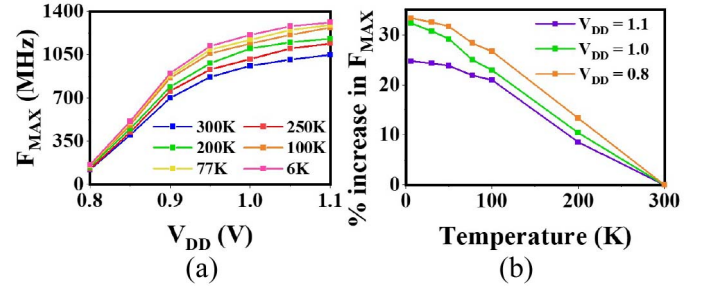 (a)
F_MAX (MHz)
1400
1050
700
350
0
300K 250K
200K 100K
77K 6K
0.8 0.9 1.0 1.1
V_DD (V)
(a)
(b)
% increase in F_MAX
30
20
10
0
V_DD = 1.1
V_DD = 1.0
V_DD = 0.8
0 100 200 300
Temperature (K)
(b)